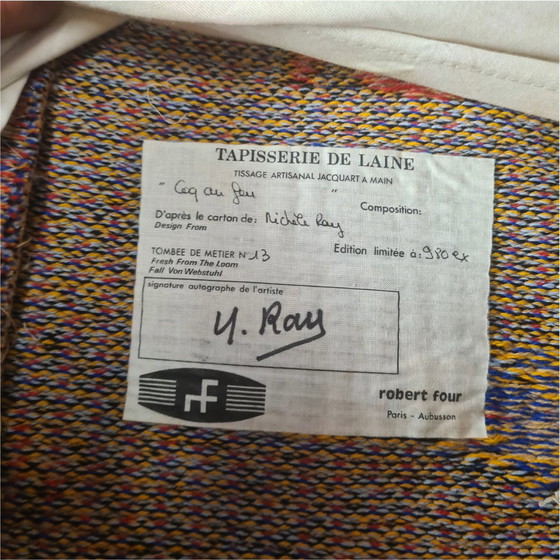 TAPISSERIE DE LAINE
TISSAGE ARTISANAL JACQUART A MAIN
" Coq au feu "
Composition:
D'après le carton de: Michèle Ray
Design From
Edition limitée à: 980 ex
TOMBEE DE METIER N° 13
Fresh From The Loom
Fall Von Webstuhl
signature autographe de l'artiste
M. Ray
rF
robert four
Paris - Aubusson